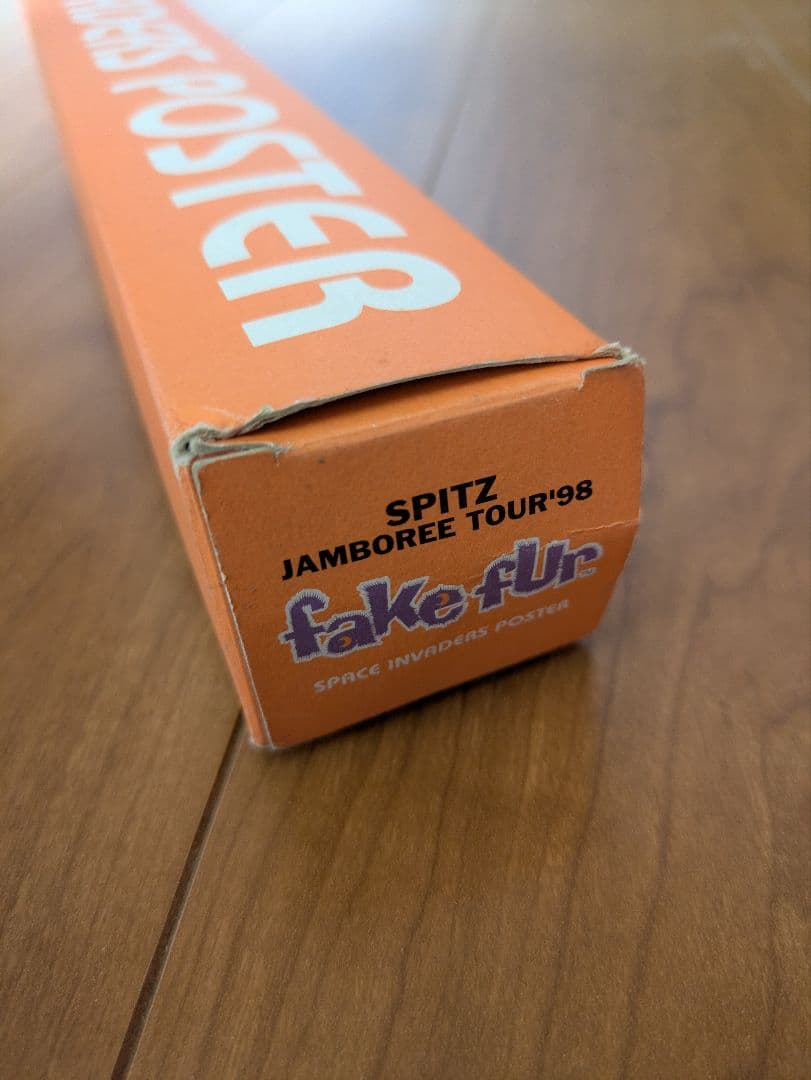 POSTER
SPITZ
JAMBOREE TOUR'98
fake fur
SPACE INVADERS POSTER